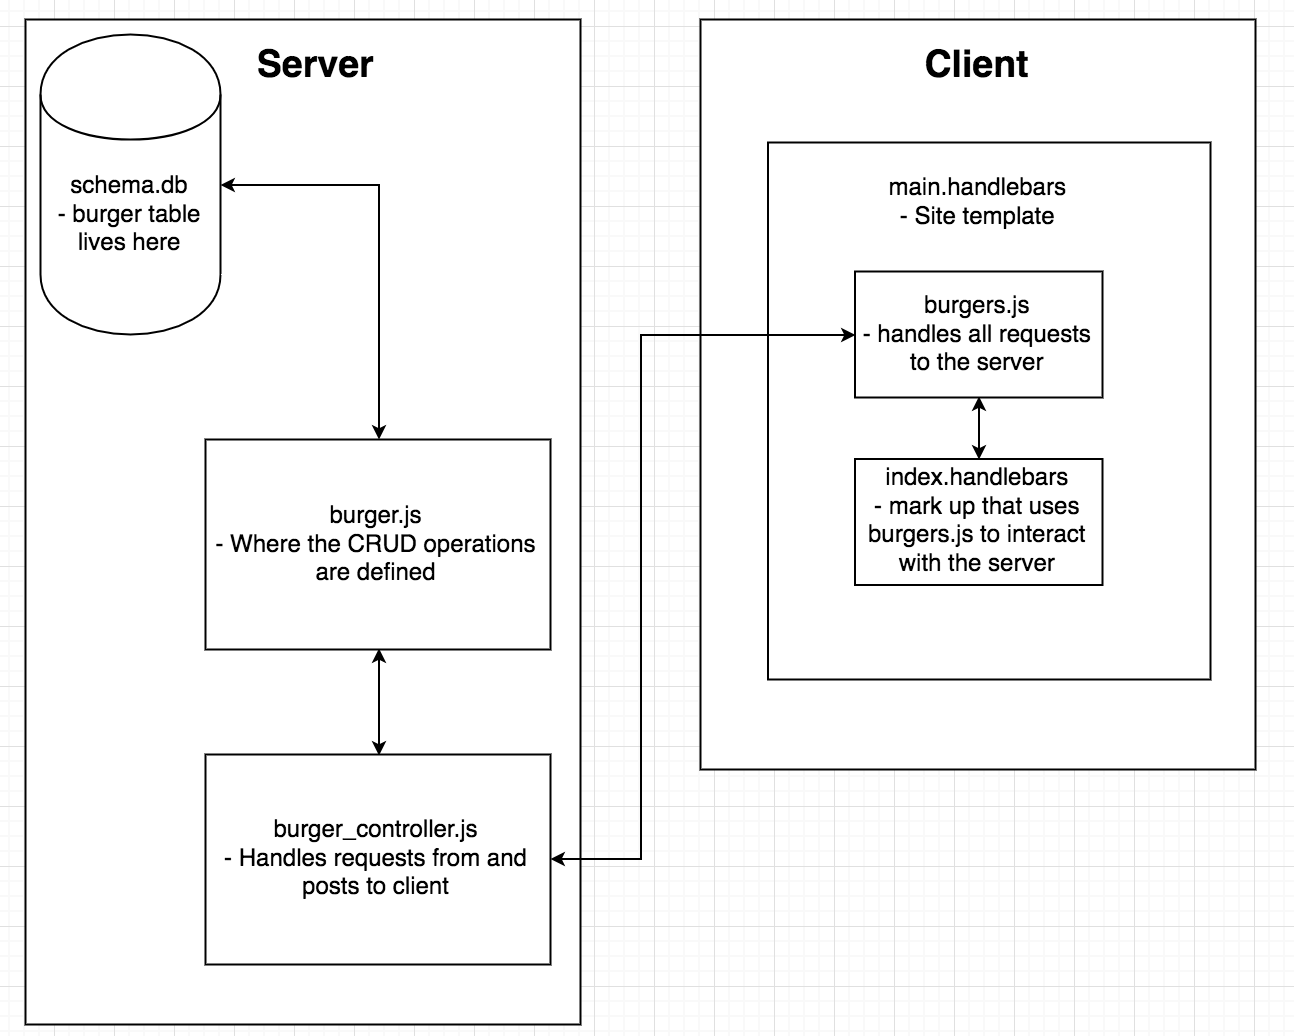 Server
schema.db
- burger table
lives here
burger.js
- Where the CRUD operations
are defined
burger_controller.js
- Handles requests from and
posts to client
Client
main.handlebars
- Site template
burgers.js
- handles all requests
to the server
index.handlebars
- mark up that uses
burgers.js to interact
with the server